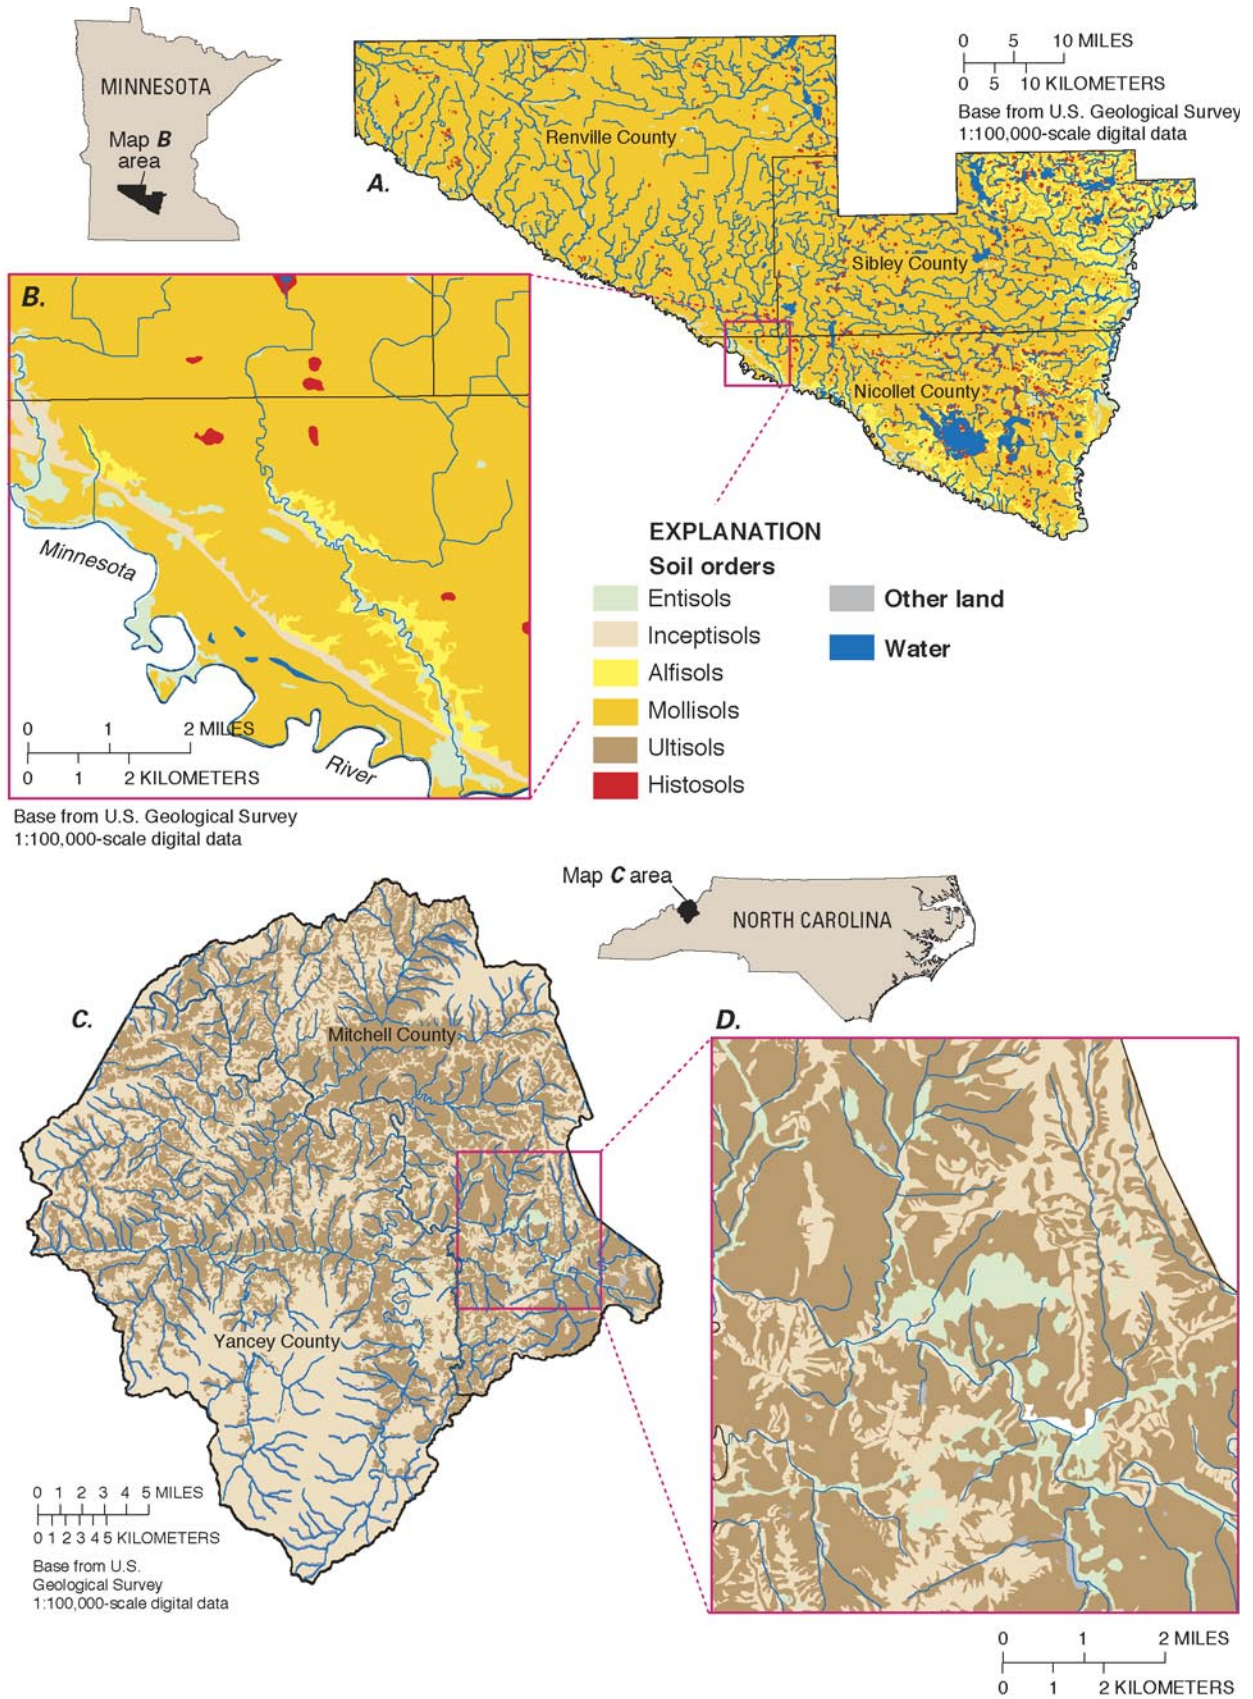 MINNESOTA
Map B
area
0 5 10 MILES
0 5 10 KILOMETERS
Base from U.S. Geological Survey
1:100,000-scale digital data
A.
Renville County
Sibley County
Nicollet County
B.
Minnesota
River
0 1 2 MILES
0 1 2 KILOMETERS
Base from U.S. Geological Survey
1:100,000-scale digital data
EXPLANATION
Soil orders
Entisols
Inceptisols
Alfisols
Mollisols
Ultisols
Histosols
Other land
Water
Map C area
NORTH CAROLINA
C.
Mitchell County
Yancey County
0 1 2 3 4 5 MILES
0 1 2 3 4 5 KILOMETERS
Base from U.S.
Geological Survey
1:100,000-scale digital data
D.
0 1 2 MILES
0 1 2 KILOMETERS